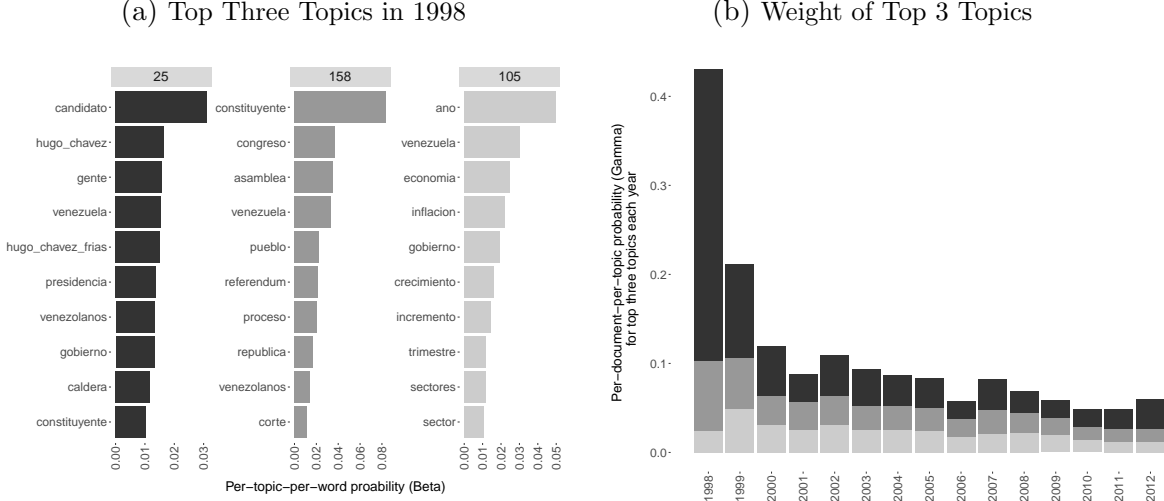 (a) Top Three Topics in 1998
25
158
105
candidato
hugo_chavez
gente
venezuela
hugo_chavez_frias
presidencia
venezolanos
gobierno
caldera
constituyente
constituyente
congreso
asamblea
venezuela
pueblo
referendum
proceso
republica
venezolanos
corte
ano
venezuela
economia
inflacion
gobierno
crecimiento
incremento
trimestre
sectores
sector
0.00 0.01 0.02 0.03
0.00 0.02 0.04 0.06 0.08
0.00 0.01 0.02 0.03 0.04 0.05
Per−topic−per−word proability (Beta)
(b) Weight of Top 3 Topics
Per−document−per−topic probability (Gamma)
for top three topics each year
0.4
0.3
0.2
0.1
0.0
1998 1999 2000 2001 2002 2003 2004 2005 2006 2007 2008 2009 2010 2011 2012